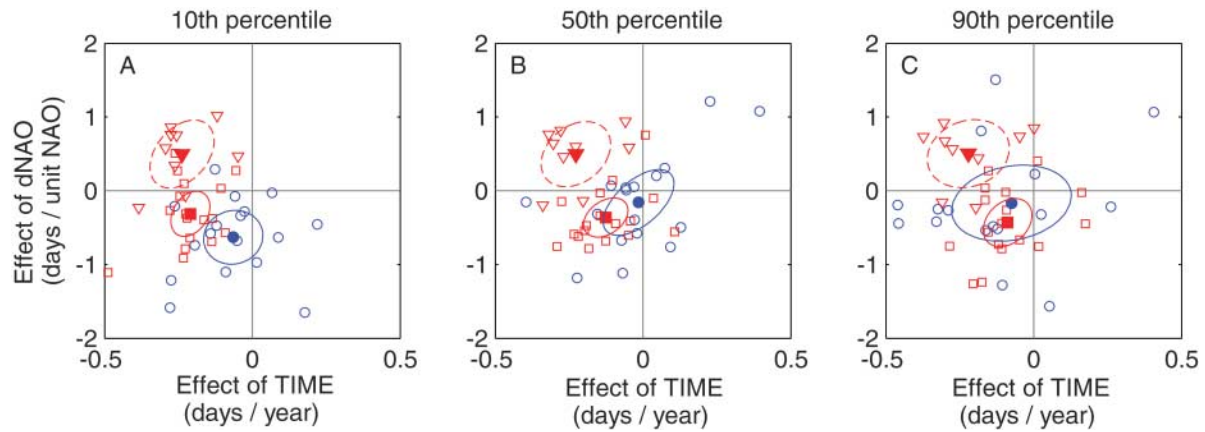 10th percentile
50th percentile
90th percentile
Effect of dNAO
(days / unit NAO)
2
1
0
-1
-2
A
-0.5
0
0.5
Effect of TIME
(days / year)
2
1
0
-1
-2
B
-0.5
0
0.5
Effect of TIME
(days / year)
2
1
0
-1
-2
C
-0.5
0
0.5
Effect of TIME
(days / year)